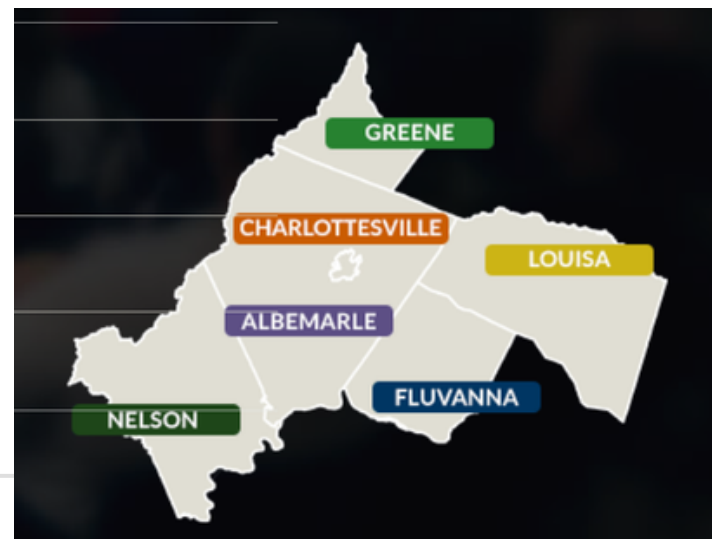 GREENE
CHARLOTTESVILLE
LOUISA
ALBEMARLE
FLUVANNA
NELSON